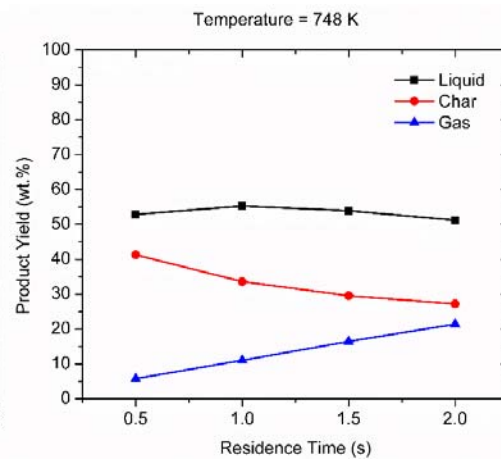 Temperature = 748 K
Liquid
Char
Gas
Product Yield (wt.%)
100
90
80
70
60
50
40
30
20
10
0
0.5 1.0 1.5 2.0
Residence Time (s)